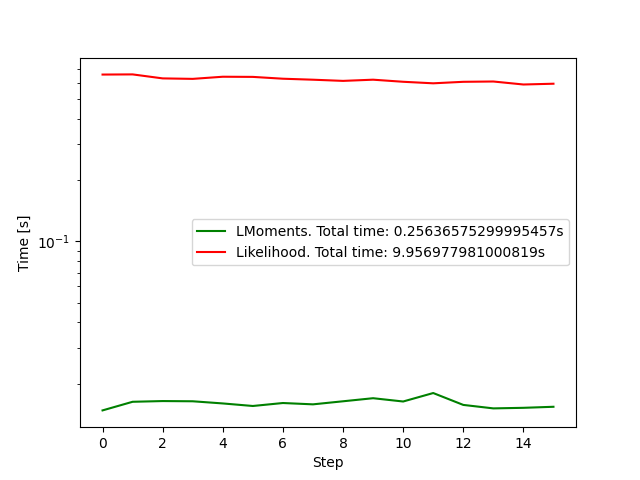 Time [s]
10⁻¹
LMoments. Total time: 0.25636575299995457s
Likelihood. Total time: 9.956977981000819s
0 2 4 6 8 10 12 14
Step